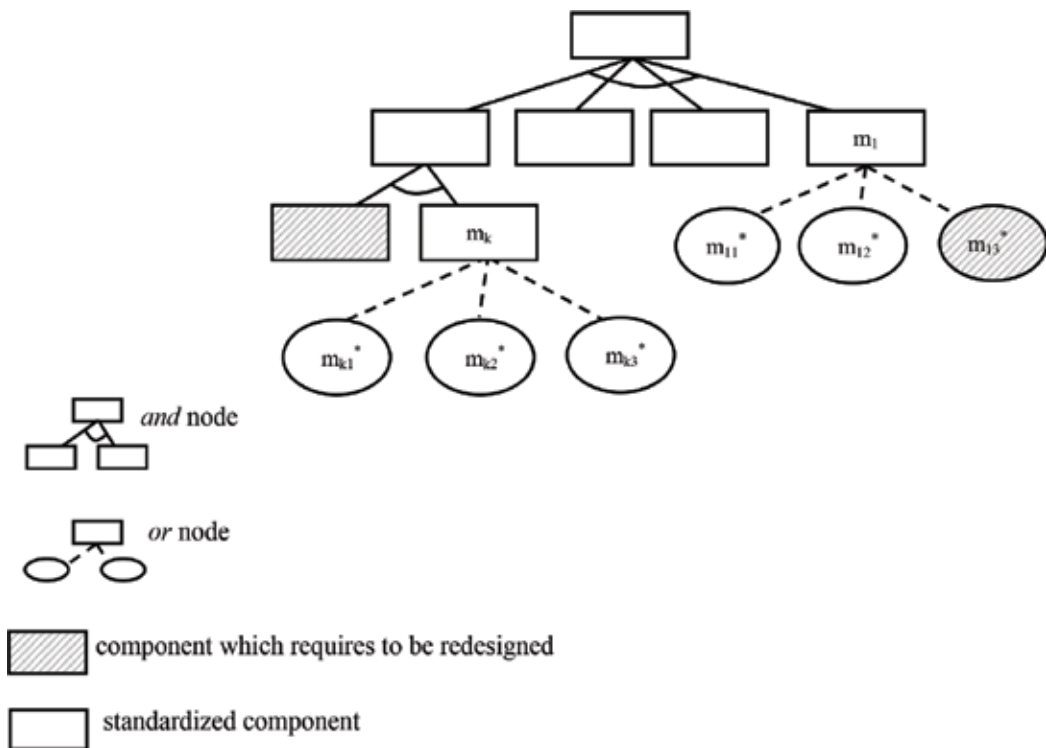 m₁
mₖ
m₁₁* m₁₂* m₁₃*
mₖ₁* mₖ₂* mₖ₃*
and node
or node
component which requires to be redesigned
standardized component